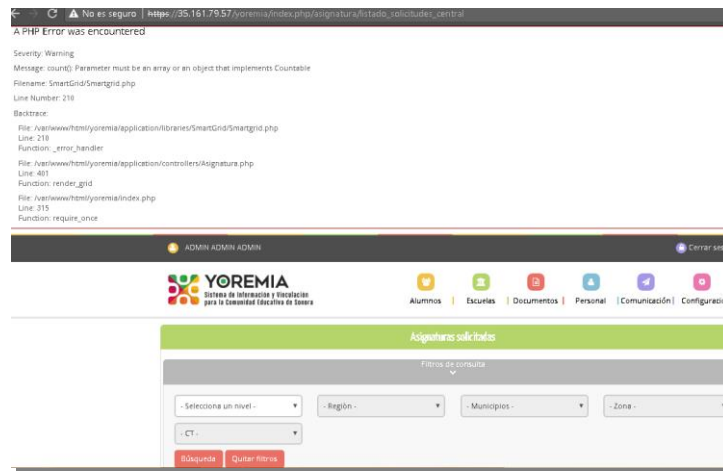 No es seguro | https://35.161.79.57/yoremia/index.php/asignatura/listado_solicitudes_central
A PHP Error was encountered
Severity: Warning
Message: count(): Parameter must be an array or an object that implements Countable
Filename: SmartGrid/Smartgrid.php
Line Number: 210
Backtrace:
File: /var/www/html/yoremia/application/libraries/SmartGrid/Smartgrid.php
Line: 210
Function: _error_handler
File: /var/www/html/yoremia/application/controllers/Asignatura.php
Line: 401
Function: render_grid
File: /var/www/html/yoremia/index.php
Line: 315
Function: require_once
ADMIN ADMIN ADMIN
Cerrar ses
YOREMIA
Sistema de Información y Vinculación
para la Comunidad Educativa de Sonora
Alumnos | Escuelas | Documentos | Personal | Comunicación | Configuració
Asignaturas solicitadas
Filtros de consulta
- Selecciona un nivel -
- Región -
- Municipios -
- Zona -
- CT -
Búsqueda
Quitar filtros